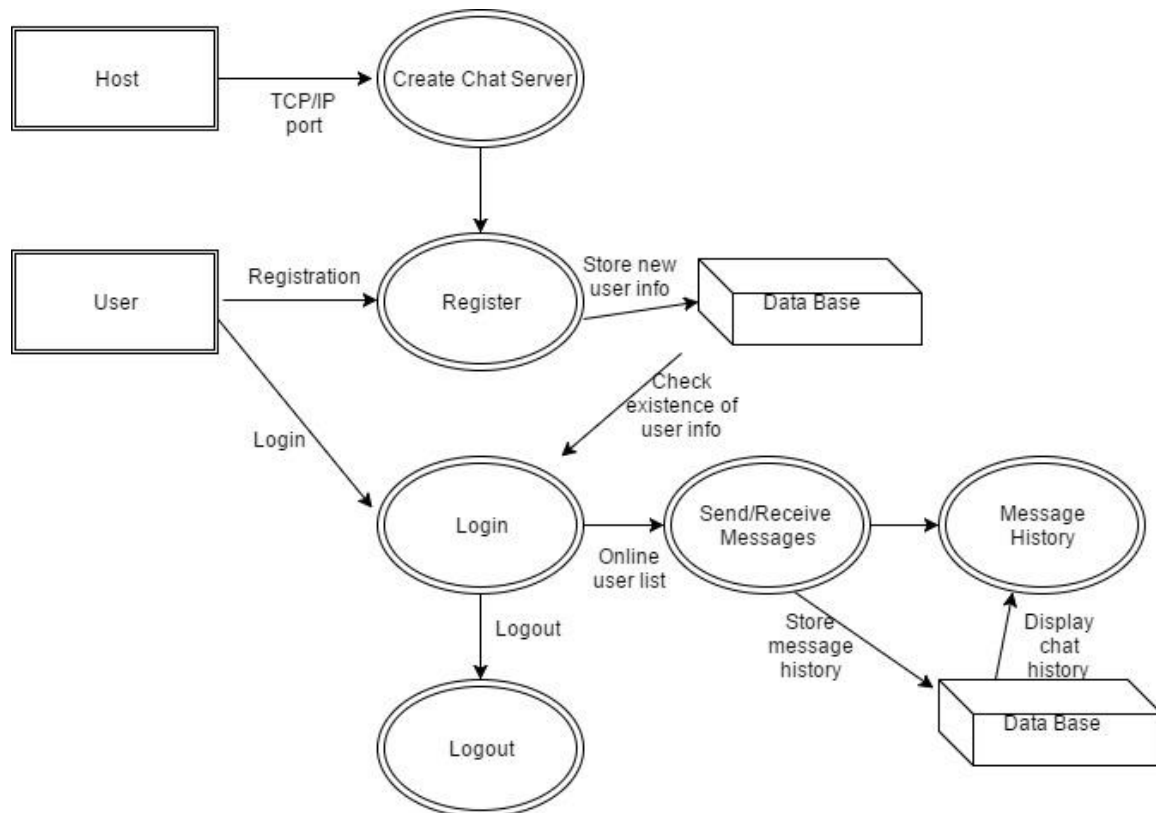 Host
TCP/IP
port
Create Chat Server
User
Registration
Register
Store new
user info
Data Base
Check
existence of
user info
Login
Login
Online
user list
Send/Receive
Messages
Message
History
Logout
Store
message
history
Display
chat
history
Data Base
Logout